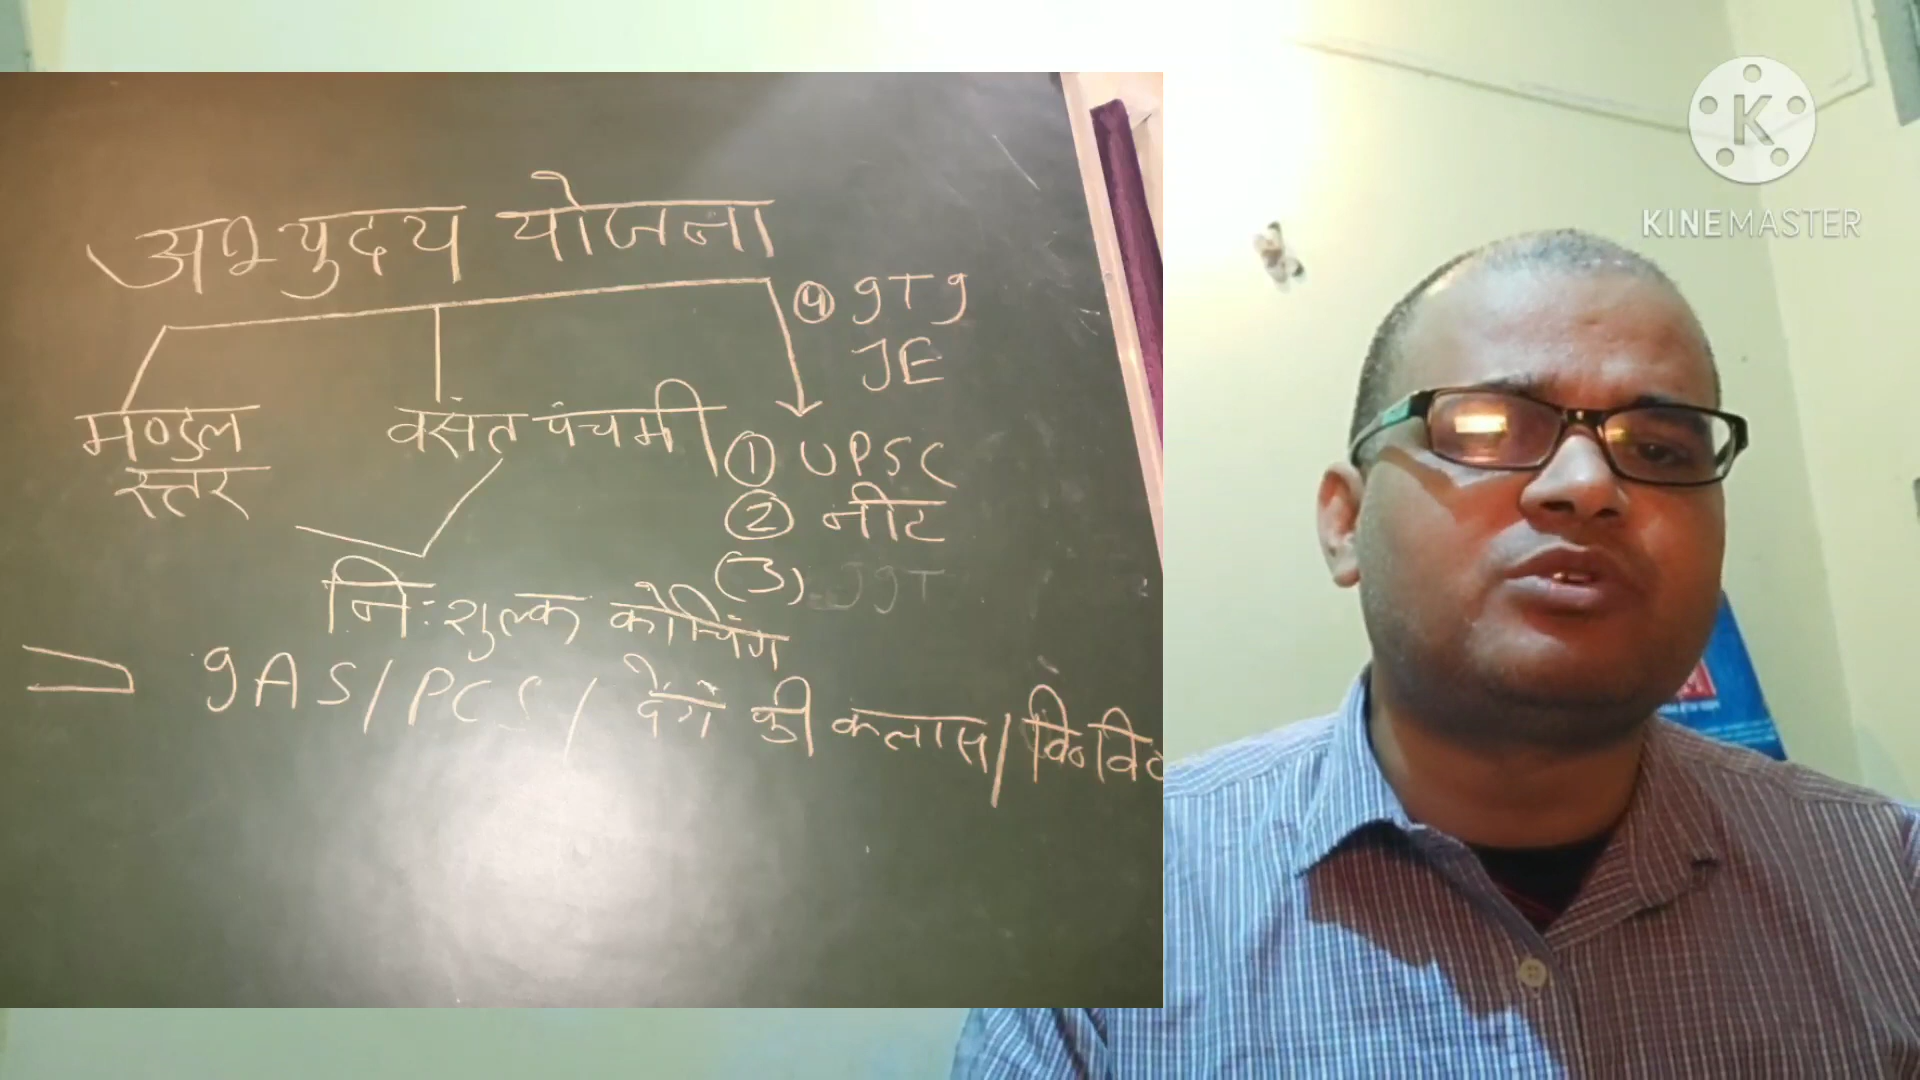 अभ्युदय योजना
मण्डल
स्तर
वसंत पंचमी
④ ITI
JE
① UPSC
② नीट
(3)
निःशुल्क कोचिंग
IAS/PCS/ देंगे फ्री क्लास/
KINEMASTER